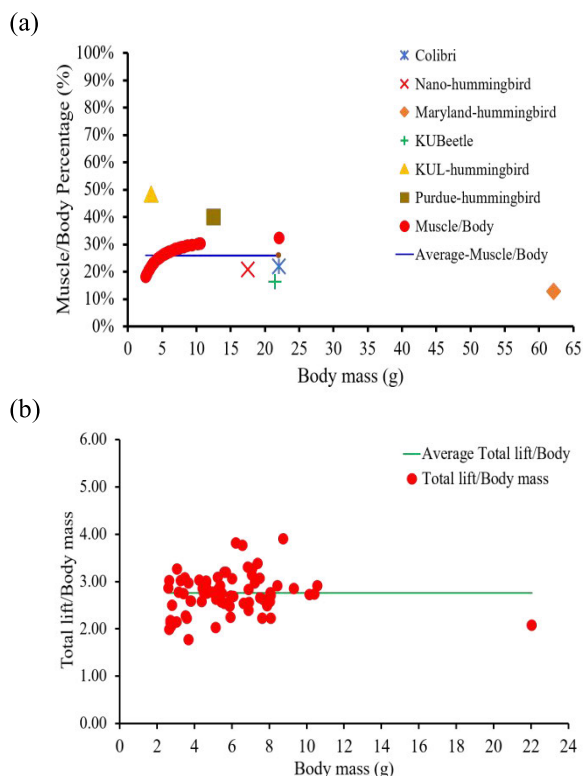 (a)
100%
90%
80%
70%
60%
50%
40%
30%
20%
10%
0%
Muscle/Body Percentage (%)
Colibri
Nano-hummingbird
Maryland-hummingbird
KUBeetle
KUL-hummingbird
Purdue-hummingbird
Muscle/Body
Average-Muscle/Body
0 5 10 15 20 25 30 35 40 45 50 55 60 65
Body mass (g)
(b)
6.00
5.00
4.00
3.00
2.00
1.00
0.00
Total lift/Body mass
Average Total lift/Body
Total lift/Body mass
0 2 4 6 8 10 12 14 16 18 20 22 24
Body mass (g)